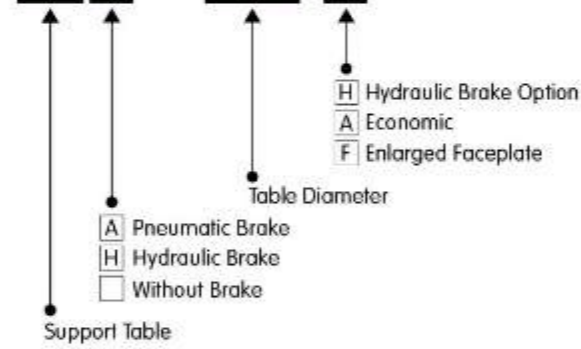 H Hydraulic Brake Option
A Economic
F Enlarged Faceplate
Table Diameter
A Pneumatic Brake
H Hydraulic Brake
Without Brake
Support Table